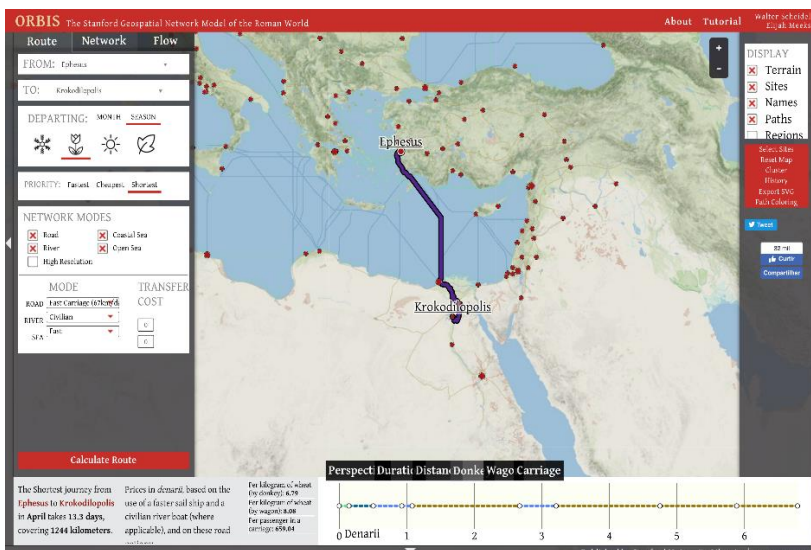 ORBIS The Stanford Geospatial Network Model of the Roman World
About Tutorial
Walter Scheidel
Elijah Meeks
Route Network Flow
FROM: Ephesus
TO: Krokodilopolis
DEPARTING: MONTH SEASON
PRIORITY: Fastest Cheapest Shortest
NETWORK MODES
Road Coastal Sea
River Open Sea
High Resolution
MODE TRANSFER COST
ROAD Fast Carriage (67km/d
RIVER Civilian 0
SEA Fast 0
Calculate Route
+
-
Ephesus
Krokodilopolis
DISPLAY
Terrain
Sites
Names
Paths
Regions
Select Sites
Reset Map
Cluster
History
Export SVG
Path Coloring
Tweet
mil
Curtir
Compartilhar
The Shortest journey from
Ephesus to Krokodilopolis
in April takes 13.3 days,
covering 1244 kilometers.
Prices in denarii, based on the
use of a faster sail ship and a
civilian river boat (where
applicable), and on these road
Per kilogram of wheat
(by donkey): 6.79
Per kilogram of wheat
(by wagon): 8.08
Per passenger in a
carriage: 659.04
Perspecti Duratio Distanc Donke Wago Carriage
0 Denarii 1 2 3 4 5 6